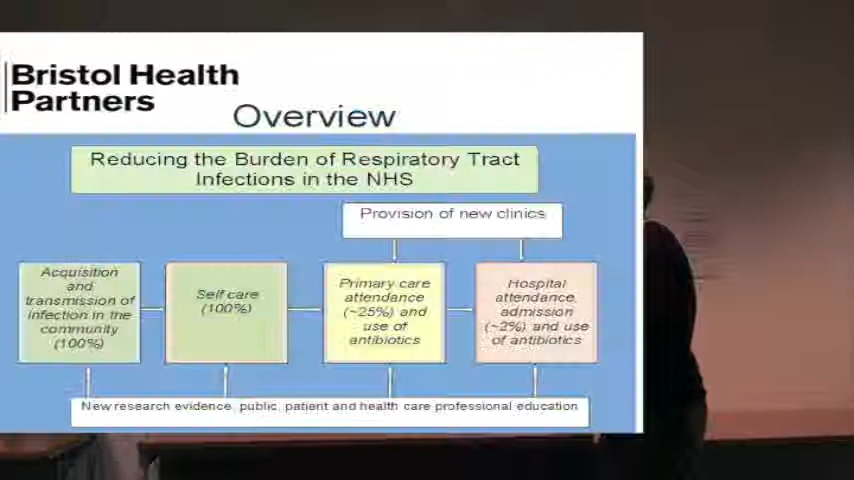 Bristol Health
Partners
Overview
Reducing the Burden of Respiratory Tract
Infections in the NHS
Provision of new clinics
Acquisition
and
transmission of
infection in the
community
(100%)
Self care
(100%)
Primary care
attendance
(~25%) and
use of
antibiotics
Hospital
attendance,
admission
(~2%) and use
of antibiotics
New research evidence, public, patient and health care professional education